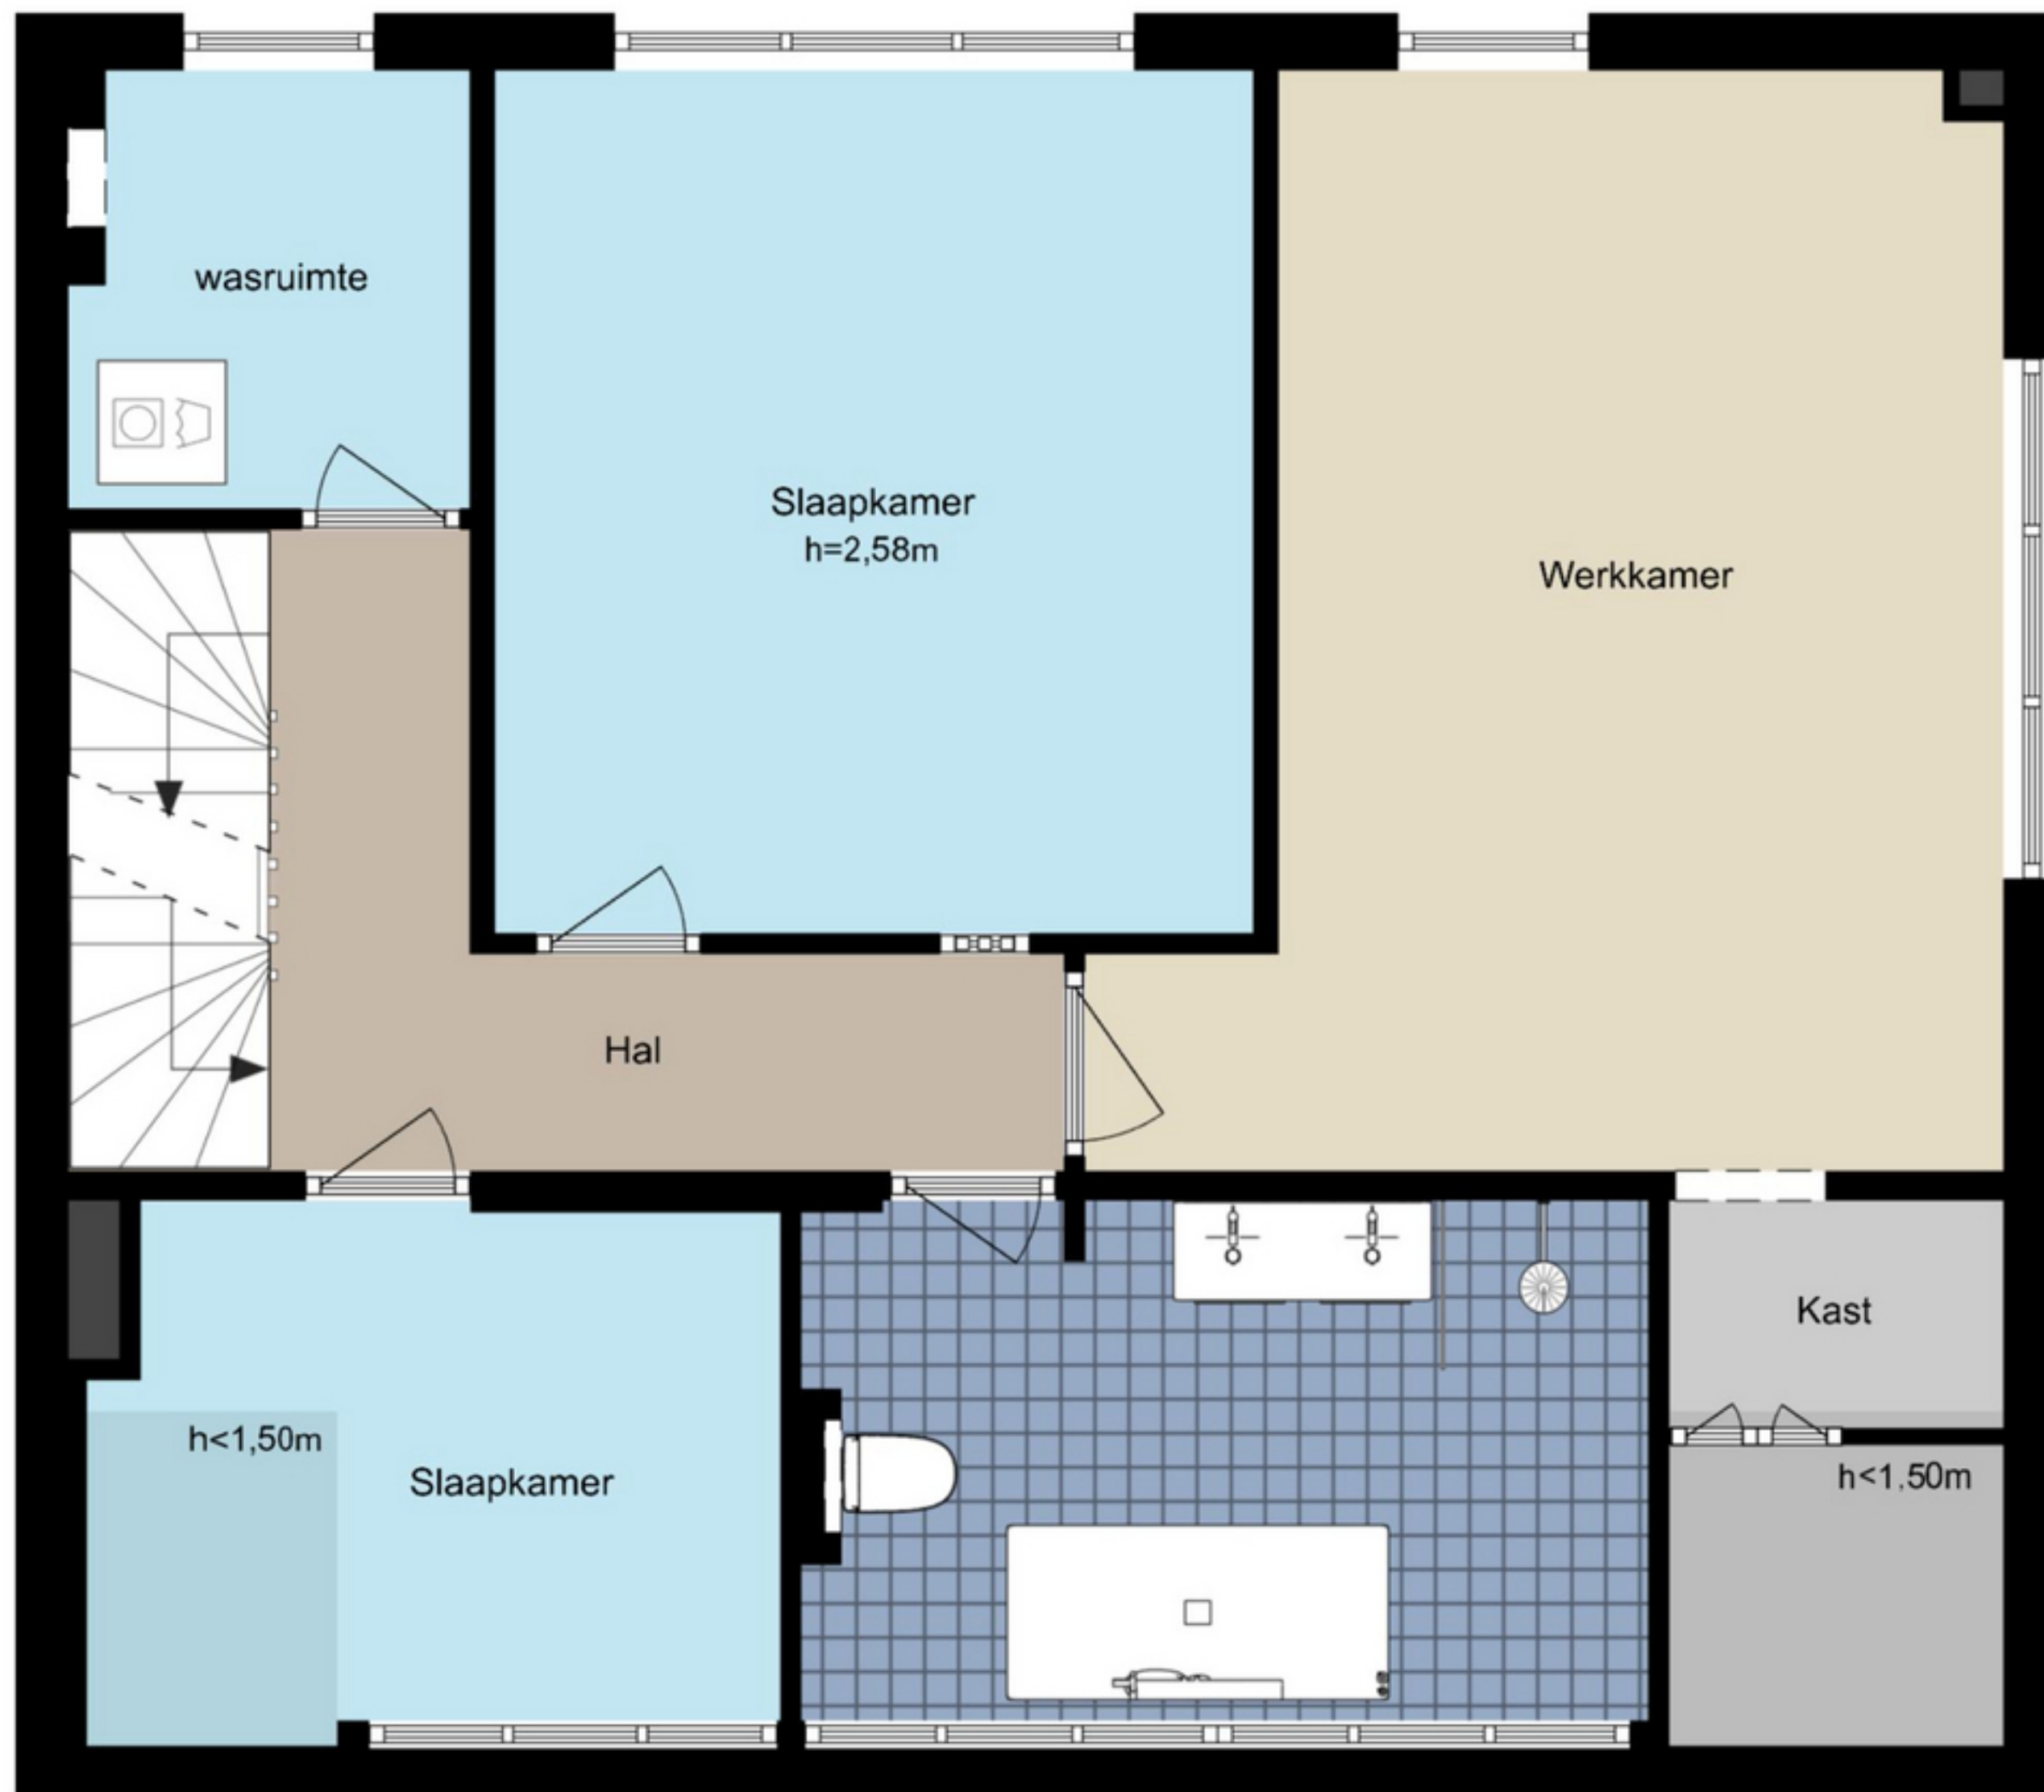 wasruimte
Slaapkamer
h=2,58m
Werkkamer
Hal
Kast
h<1,50m
Slaapkamer
h<1.50m